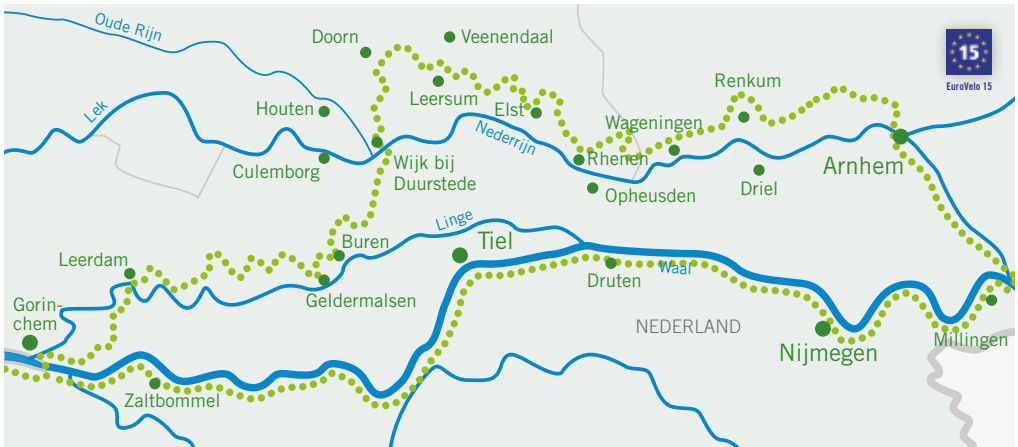 Oude Rijn
Doorn
Veenendaal
15
EuroVelo 15
Leersum
Renkum
Lek
Houten
Elst
Wageningen
Nederrijn
Culemborg
Wijk bij
Duurstede
Rhenen
Arnhem
Driel
Opheusden
Linge
Buren
Tiel
Leerdam
Waal
Druten
Geldermalsen
Gorin-
chem
NEDERLAND
Nijmegen
Millingen
Zaltbommel